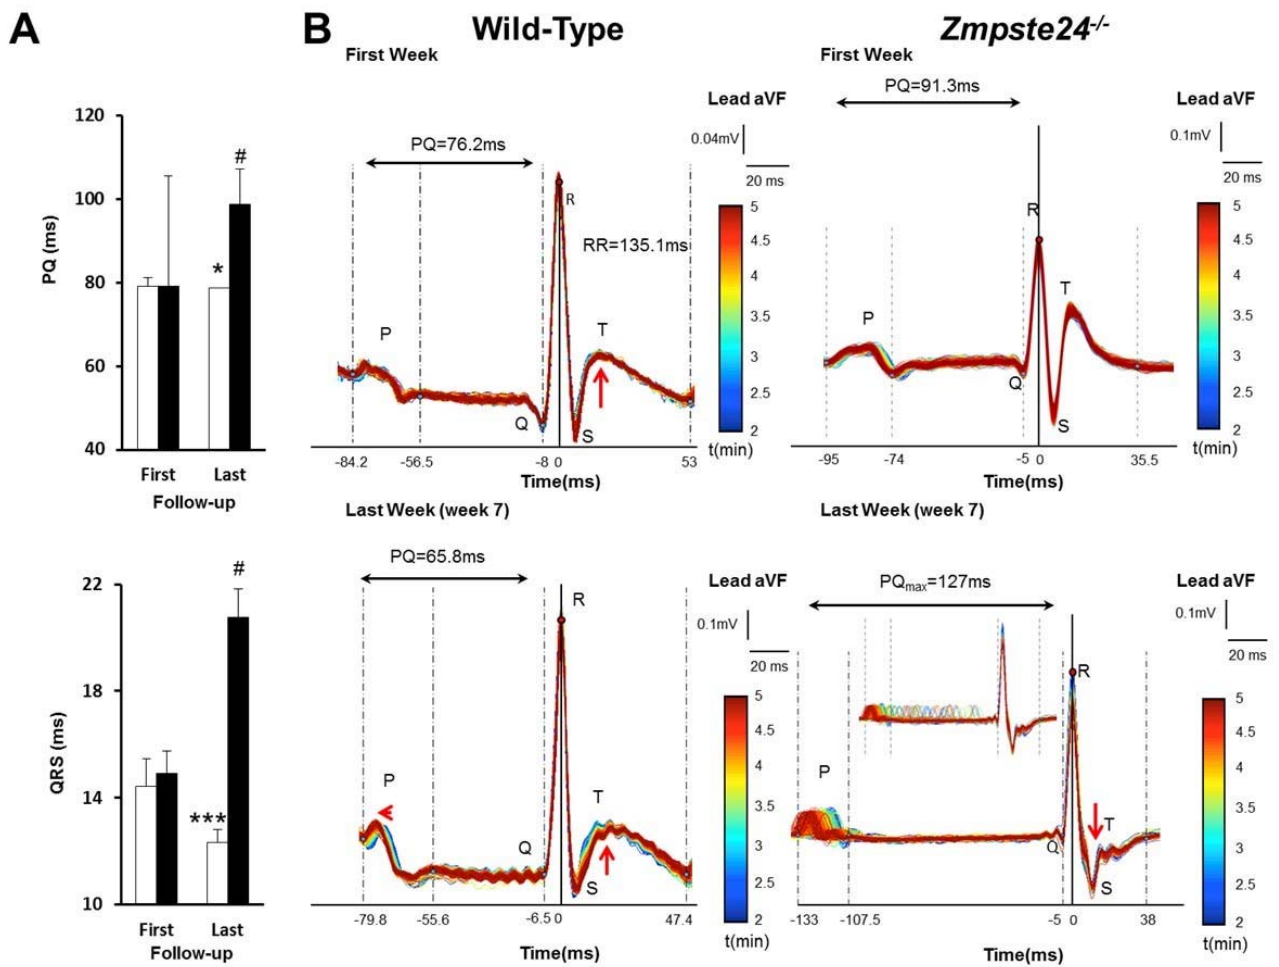 A
120
100
80
60
40
PQ (ms)
#
*
First Last
Follow-up
22
18
14
10
QRS (ms)
#
***
First Last
Follow-up
B
Wild-Type
Zmpste24-/-
First Week
PQ=76.2ms
RR=135.1ms
P
Q
R
S
T
-84.2 -56.5 -8 0 53
Time(ms)
Lead aVF
0.04mV
20 ms
5
4.5
4
3.5
3
2.5
2
t(min)
First Week
PQ=91.3ms
P
Q
R
S
T
-95 -74 -5 0 35.5
Time(ms)
Lead aVF
0.1mV
20 ms
5
4.5
4
3.5
3
2.5
2
t(min)
Last Week (week 7)
PQ=65.8ms
P
Q
R
S
T
-79.8 -55.6 -6.5 0 47.4
Time(ms)
Lead aVF
0.1mV
20 ms
5
4.5
4
3.5
3
2.5
2
t(min)
Last Week (week 7)
PQmax=127ms
P
Q
R
S
T
-133 -107.5 -5 0 38
Time(ms)
Lead aVF
0.1mV
20 ms
5
4.5
4
3.5
3
2.5
2
t(min)